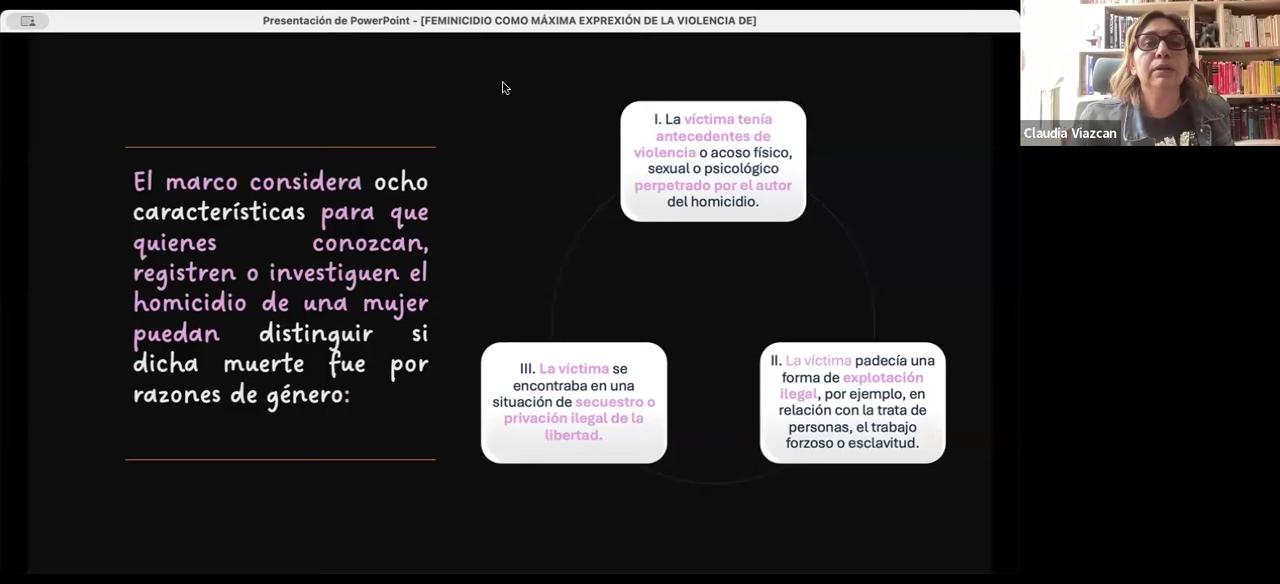 Presentación de PowerPoint - [FEMINICIDIO COMO MÁXIMA EXPREXIÓN DE LA VIOLENCIA DE]
Claudia Viazcan
El marco considera ocho
características para que
quienes conozcan,
registren o investiguen el
homicidio de una mujer
puedan distinguir si
dicha muerte fue por
razones de género:
I. La víctima tenía
antecedentes de
violencia o acoso físico,
sexual o psicológico
perpetrado por el autor
del homicidio.
II. La víctima padecía una
forma de explotación
ilegal, por ejemplo, en
relación con la trata de
personas, el trabajo
forzoso o esclavitud.
III. La víctima se
encontraba en una
situación de secuestro o
privación ilegal de la
libertad.